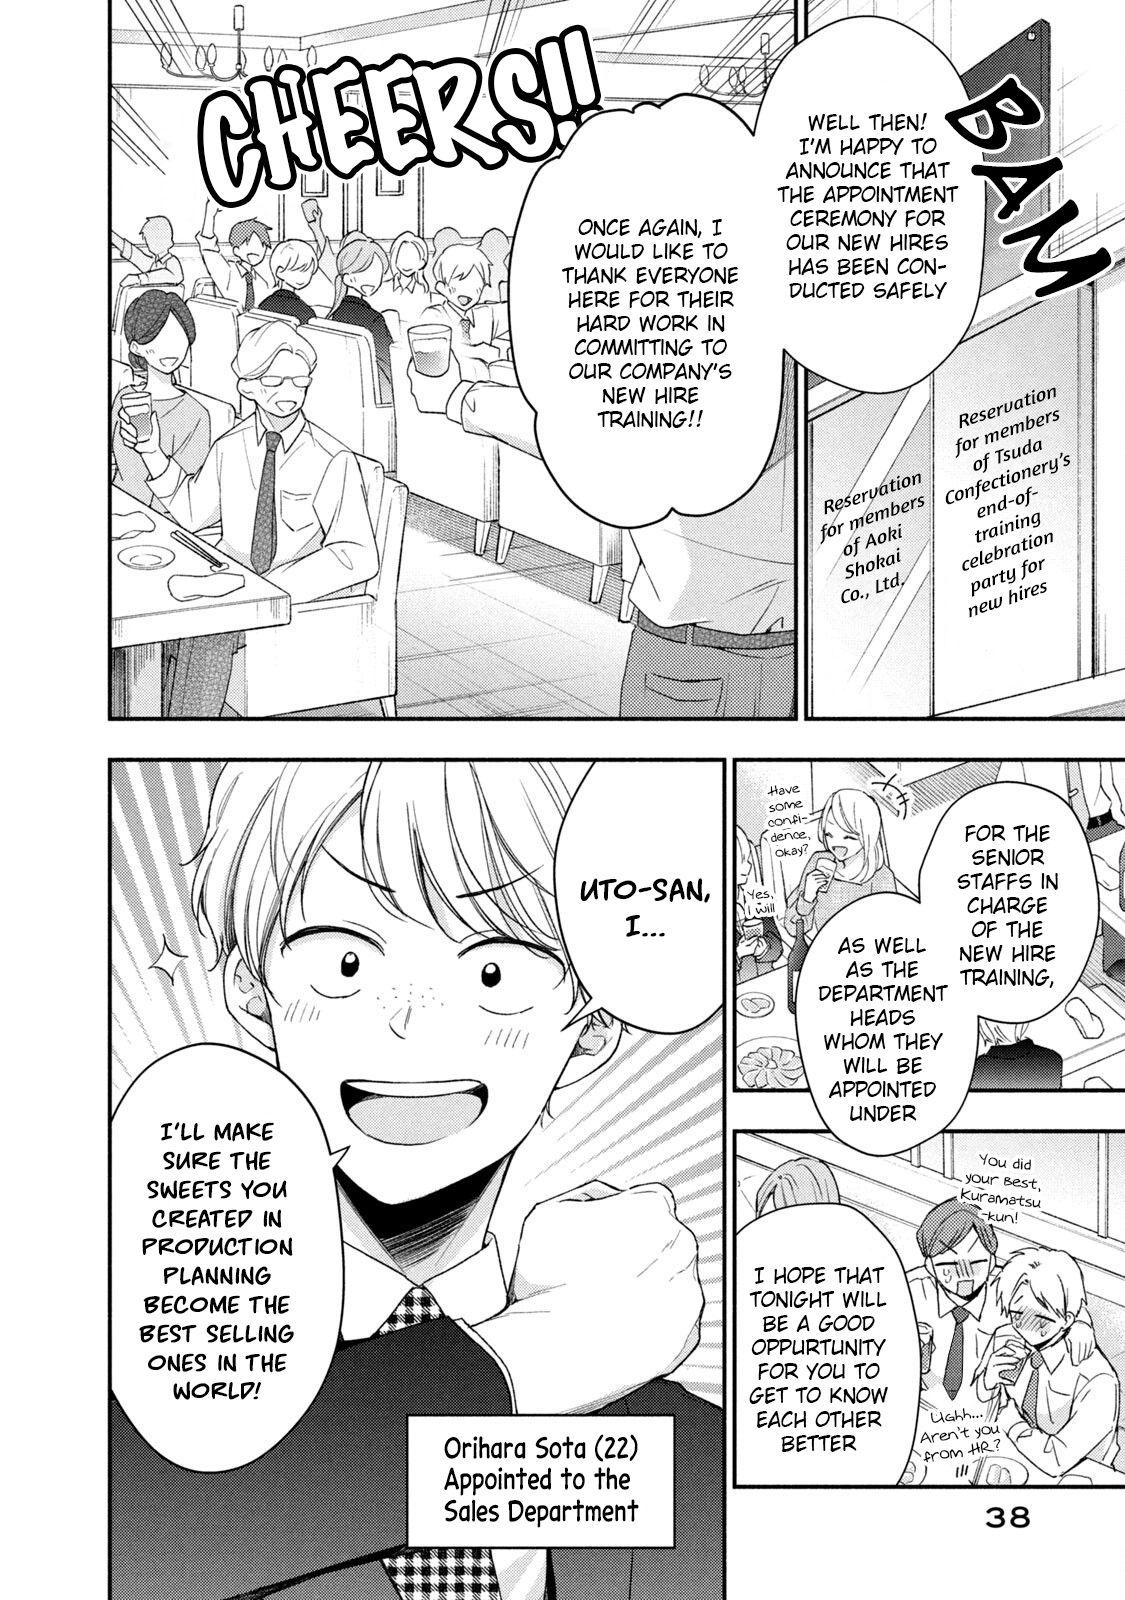 BAM
WELL THEN!
I'M HAPPY TO
ANNOUNCE THAT
THE APPOINTMENT
CEREMONY FOR
OUR NEW HIRES
HAS BEEN CON-
DUCTED SAFELY
Reservation
for members
of Tsuda
Confectionery's
end-of-
training
celebration
party for
new hires
Reservation
for members
of Aoki
Shokai
Co., Ltd.
ONCE AGAIN, I
WOULD LIKE TO
THANK EVERYONE
HERE FOR THEIR
HARD WORK IN
COMMITTING TO
OUR COMPANY'S
NEW HIRE
TRAINING!!
CHEERS!!
FOR THE
SENIOR
STAFFS IN
CHARGE
OF THE
NEW HIRE
TRAINING,
Have
some
confi-
dence,
okay?
Yes,
I will
AS WELL
AS THE
DEPARTMENT
HEADS
WHOM THEY
WILL BE
APPOINTED
UNDER
You did
your best,
Kuramatsu
-kun!
I HOPE THAT
TONIGHT WILL
BE A GOOD
OPPURTUNITY
FOR YOU TO
GET TO KNOW
EACH OTHER
BETTER
Ughh...
Aren't you
from HR?
UTO-SAN,
I...
I'LL MAKE
SURE THE
SWEETS YOU
CREATED IN
PRODUCTION
PLANNING
BECOME THE
BEST SELLING
ONES IN THE
WORLD!
Orihara Sota (22)
Appointed to the
Sales Department
38